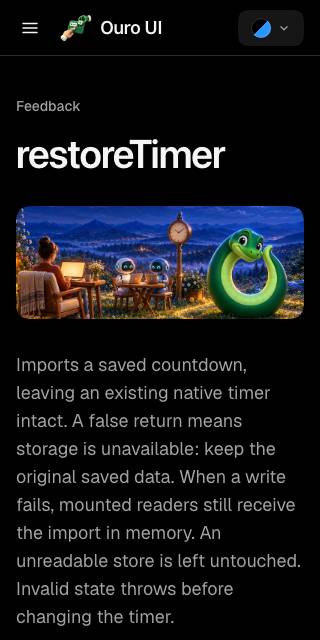 Ouro UI
Feedback
restoreTimer
Imports a saved countdown,
leaving an existing native timer
intact. A false return means
storage is unavailable: keep the
original saved data. When a write
fails, mounted readers still receive
the import in memory. An
unreadable store is left untouched.
Invalid state throws before
changing the timer.